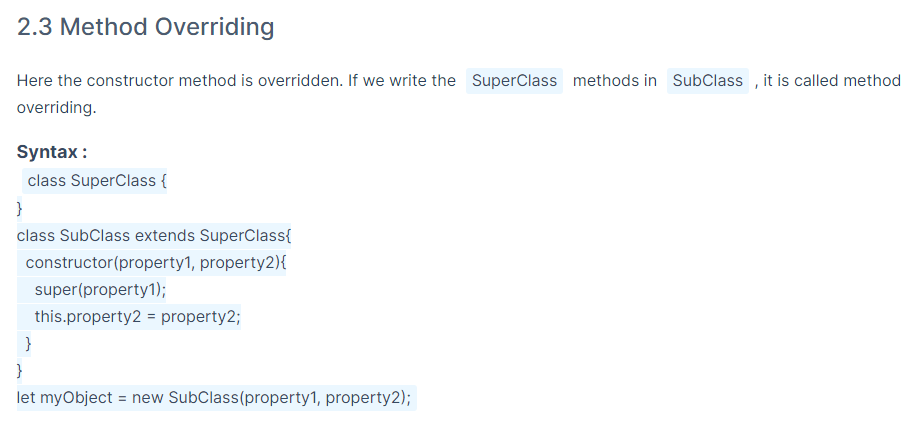 2.3 Method Overriding
Here the constructor method is overridden. If we write the SuperClass methods in SubClass , it is called method
overriding.
Syntax :
class SuperClass {
}
class SubClass extends SuperClass{
constructor(property1, property2){
super(property1);
this.property2 = property2;
}
}
let myObject = new SubClass(property1, property2);